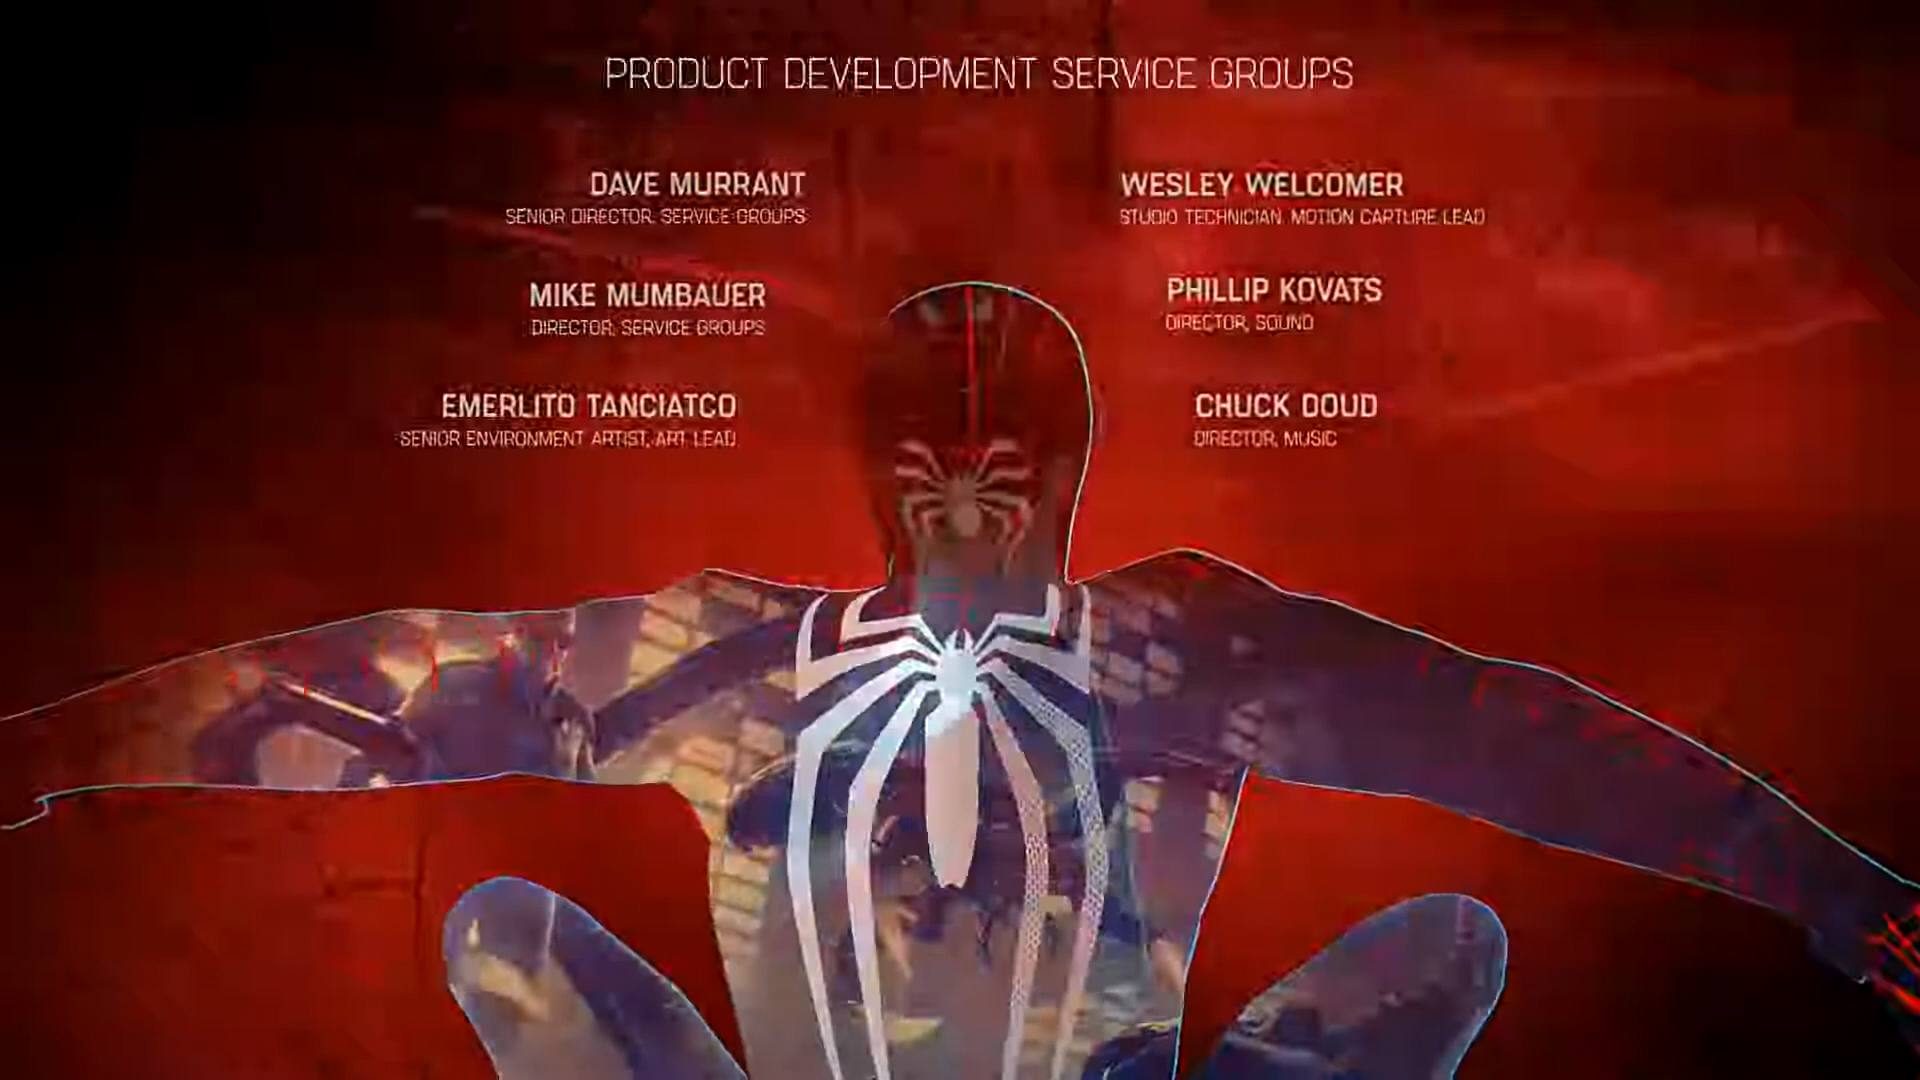 PRODUCT DEVELOPMENT SERVICE GROUPS
DAVE MURRANT
SENIOR DIRECTOR, SERVICE GROUPS
MIKE MUMBAUER
DIRECTOR, SERVICE GROUPS
EMERLITO TANCIATCO
SENIOR ENVIRONMENT ARTIST, ART LEAD
WESLEY WELCOMER
STUDIO TECHNICIAN, MOTION CAPTURE LEAD
PHILLIP KOVATS
DIRECTOR, SOUND
CHUCK DOUD
DIRECTOR, MUSIC